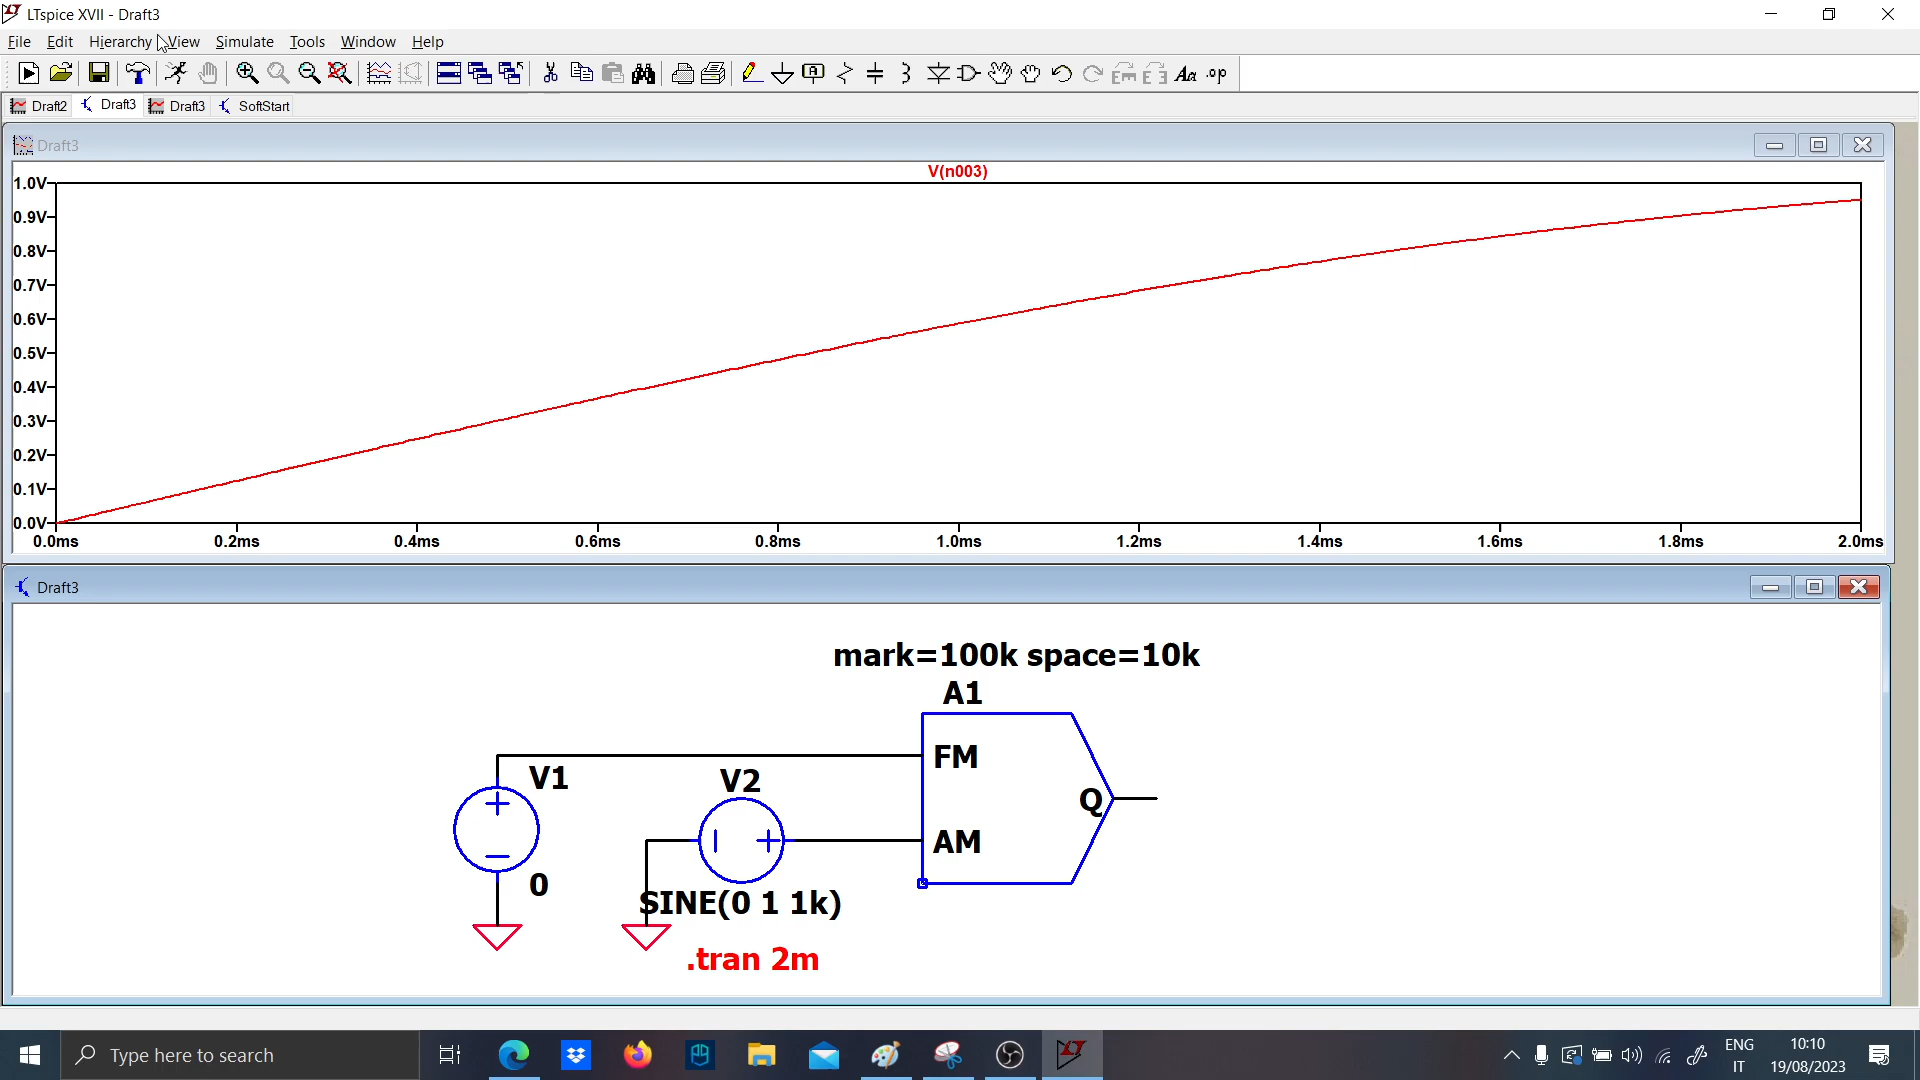 LTspice XVII - Draft3
File Edit Hierarchy View Simulate Tools Window Help
Aa .op
Draft2 Draft3 Draft3 SoftStart
Draft3
V(n003)
1.0V
0.9V
0.8V
0.7V
0.6V
0.5V
0.4V
0.3V
0.2V
0.1V
0.0V
0.0ms 0.2ms 0.4ms 0.6ms 0.8ms 1.0ms 1.2ms 1.4ms 1.6ms 1.8ms 2.0ms
Draft3
mark=100k space=10k
A1
FM
V1
V2
Q
AM
0
SINE(0 1 1k)
.tran 2m
Type here to search
ENG 10:10
IT 19/08/2023